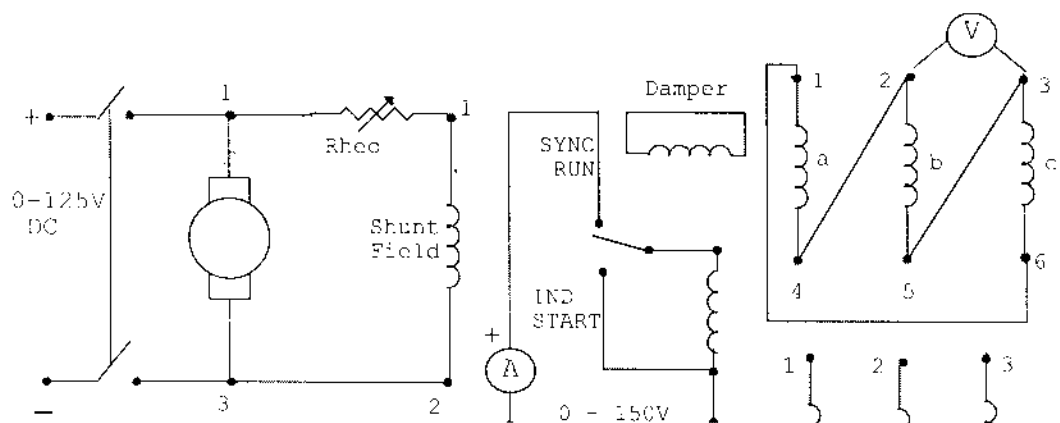 +
0-125V
DC
—
1
Rheo
1
Shunt
Field
3
2
SYNC
RUN
IND
START
+
A
0 - 150V
Damper
V
1
2
3
a
b
c
4
5
6
1
2
3